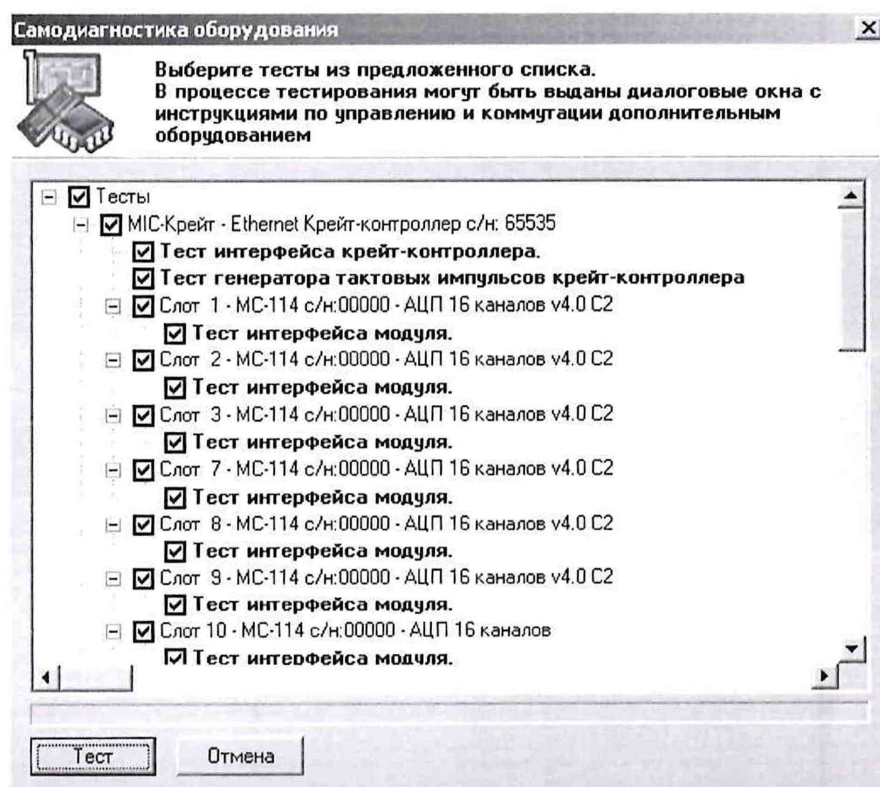 Самодиагностика оборудования
Выберите тесты из предложенного списка.
В процессе тестирования могут быть выданы диалоговые окна с
инструкциями по управлению и коммутации дополнительным
оборудованием
Тесты
MIC-Крейт - Ethernet Крейт-контроллер с/н: 65535
Тест интерфейса крейт-контроллера.
Тест генератора тактовых импульсов крейт-контроллера
Слот 1 - МС-114 с/н:00000 - АЦП 16 каналов v4.0 C2
Тест интерфейса модуля.
Слот 2 - МС-114 с/н:00000 - АЦП 16 каналов v4.0 C2
Тест интерфейса модуля.
Слот 3 - МС-114 с/н:00000 - АЦП 16 каналов v4.0 C2
Тест интерфейса модуля.
Слот 7 - МС-114 с/н:00000 - АЦП 16 каналов v4.0 C2
Тест интерфейса модуля.
Слот 8 - МС-114 с/н:00000 - АЦП 16 каналов v4.0 C2
Тест интерфейса модуля.
Слот 9 - МС-114 с/н:00000 - АЦП 16 каналов v4.0 C2
Тест интерфейса модуля.
Слот 10 - МС-114 с/н:00000 - АЦП 16 каналов
Тест интерфейса модуля.
Тест
Отмена